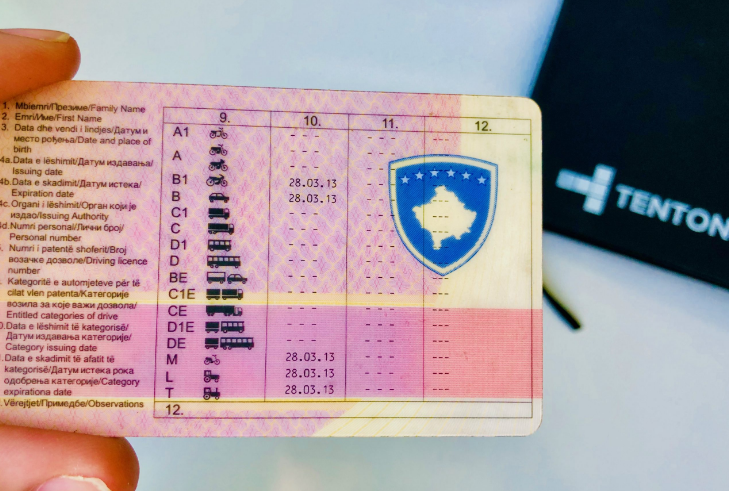 1. Mbiemri/Презиме/Family Name
2. Emri/Име/First Name
3. Data dhe vendi i lindjes/Датум и
место рођења/Date and place of
birth
4a. Data e lëshimit/Датум издавања/
Issuing date
4b. Data e skadimit/Датум истека/
Expiration date
4c. Organi i lëshimit/Орган који је
издао/Issuing Authority
4d. Numri personal/Лични број/
Personal number
Numri i patentë shoferit/Број
возачке дозволе/Driving licence
number
Kategoritë e automjeteve për të
cilat vlen patenta/Категорије
возила за које важи дозвола/
Entitled categories of drive
Data e lëshimit të kategorisë/
Датум издавања категорије/
Category issuing date
Data e skadimit të afatit të
kategorisë/Датум истека рока
одобрења категорије/Category
expirationa date
Vërejtjet/Примедбе/Observations
9. 10. 11. 12.
A1 --- --- ---
A --- --- ---
B1 28.03.13 --- ---
B 28.03.13 --- ---
C1 --- --- ---
C --- --- ---
D1 --- --- ---
D --- --- ---
BE --- --- ---
C1E --- --- ---
CE --- --- ---
D1E --- --- ---
DE --- --- ---
M 28.03.13 --- ---
L 28.03.13 --- ---
T 28.03.13 --- ---
12.
TENTON